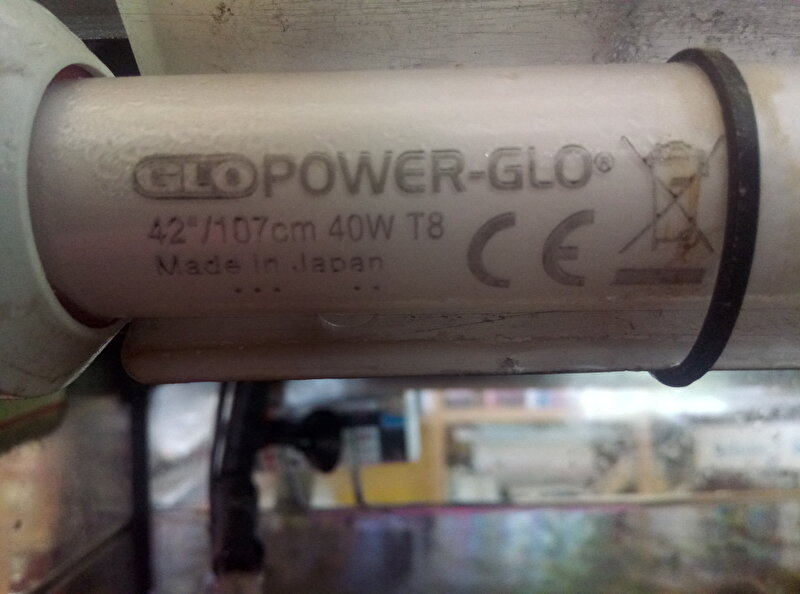 GLO POWER-GLO®
42"/107cm 40W T8
Made in Japan
CE